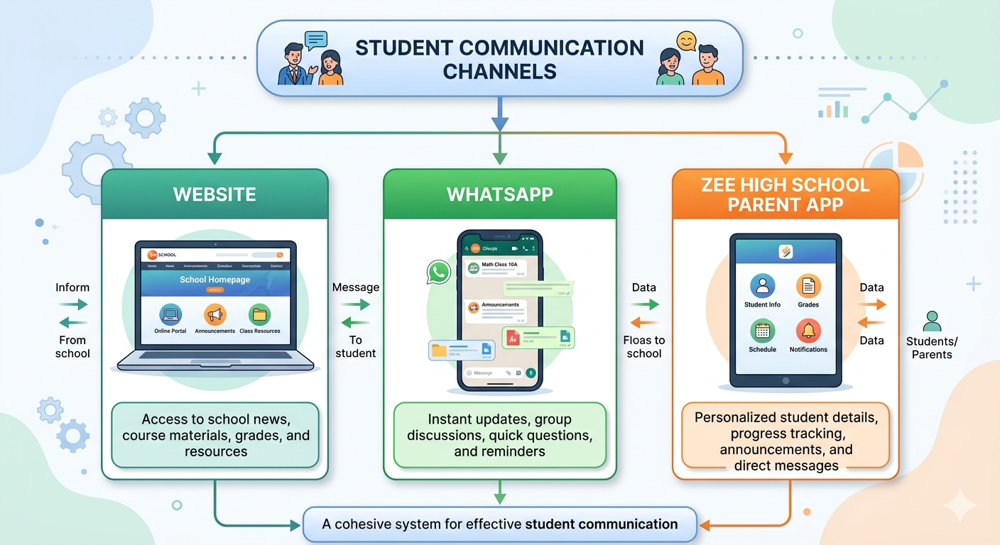 STUDENT COMMUNICATION
CHANNELS
WEBSITE
SCHOOL
News
School Homepage
Online Portal
Announcements
Class Resources
Inform
From
school
Access to school news,
course materials, grades, and
resources
Message
To
student
WHATSAPP
Math Class 10A
Instant updates, group
discussions, quick questions,
and reminders
Data
Floas to
school
ZEE HIGH SCHOOL
PARENT APP
Student Info
Grades
Schedule
Notifications
Personalized student details,
progress tracking,
announcements, and
direct messages
Data
Data
Students/
Parents
A cohesive system for effective student communication